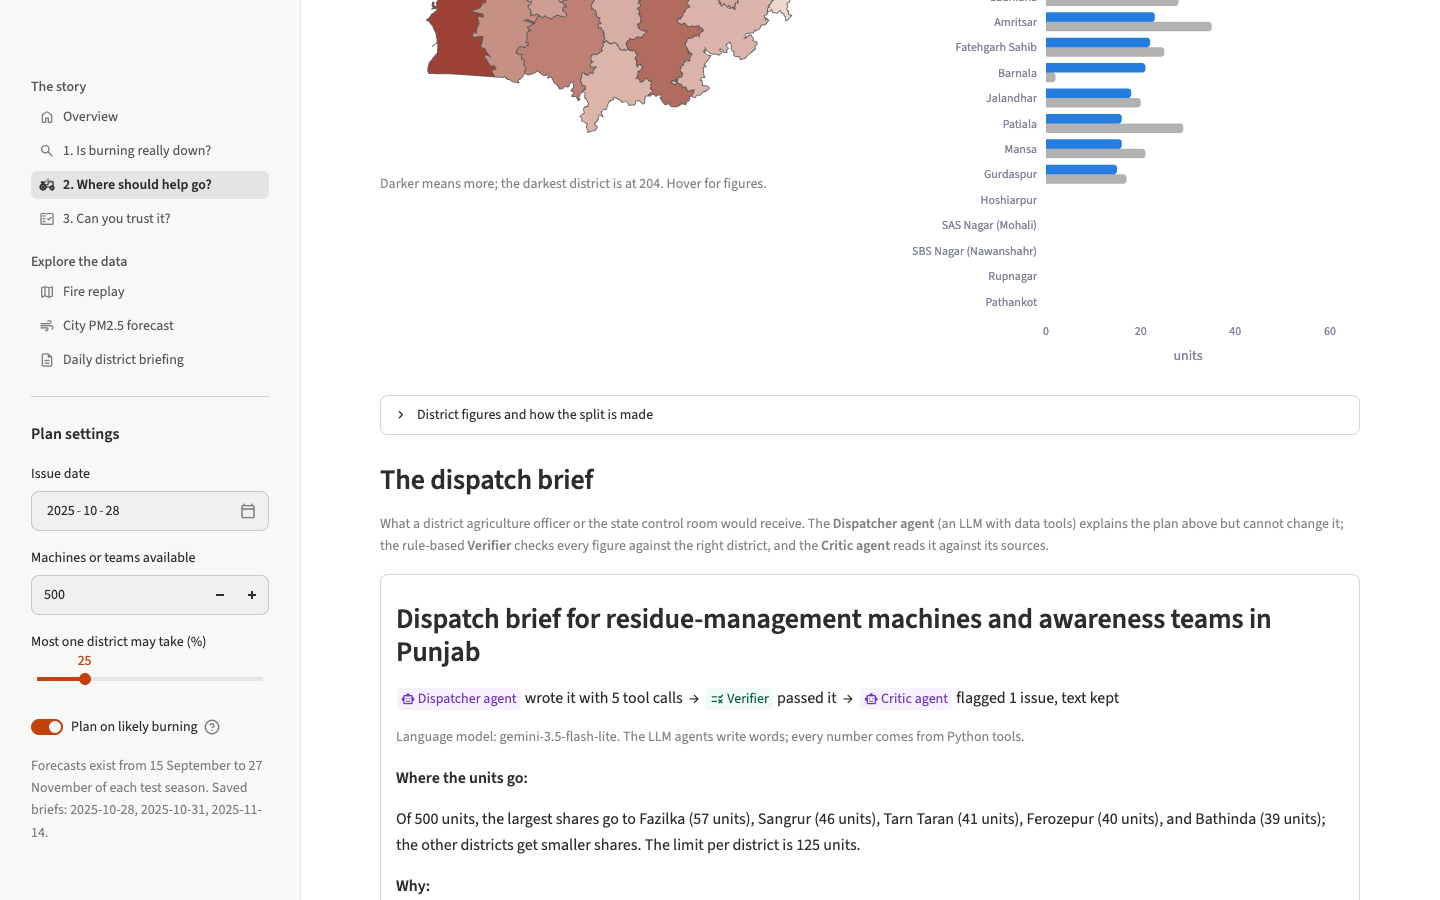 The story
Overview
1. Is burning really down?
2. Where should help go?
3. Can you trust it?
Explore the data
Fire replay
City PM2.5 forecast
Daily district briefing
Plan settings
Issue date
2025-10-28
Machines or teams available
500
Most one district may take (%)
25
Plan on likely burning
Forecasts exist from 15 September to 27
November of each test season. Saved
briefs: 2025-10-28, 2025-10-31, 2025-11-
14.
Darker means more; the darkest district is at 204. Hover for figures.
Amritsar
Fatehgarh Sahib
Barnala
Jalandhar
Patiala
Mansa
Gurdaspur
Hoshiarpur
SAS Nagar (Mohali)
SBS Nagar (Nawanshahr)
Rupnagar
Pathankot
0 20 40 60
units
District figures and how the split is made
The dispatch brief
What a district agriculture officer or the state control room would receive. The Dispatcher agent (an LLM with data tools) explains the plan above but cannot change it;
the rule-based Verifier checks every figure against the right district, and the Critic agent reads it against its sources.
Dispatch brief for residue-management machines and awareness teams in
Punjab
Dispatcher agent wrote it with 5 tool calls → Verifier passed it → Critic agent flagged 1 issue, text kept
Language model: gemini-3.5-flash-lite. The LLM agents write words; every number comes from Python tools.
Where the units go:
Of 500 units, the largest shares go to Fazilka (57 units), Sangrur (46 units), Tarn Taran (41 units), Ferozepur (40 units), and Bathinda (39 units);
the other districts get smaller shares. The limit per district is 125 units.
Why: